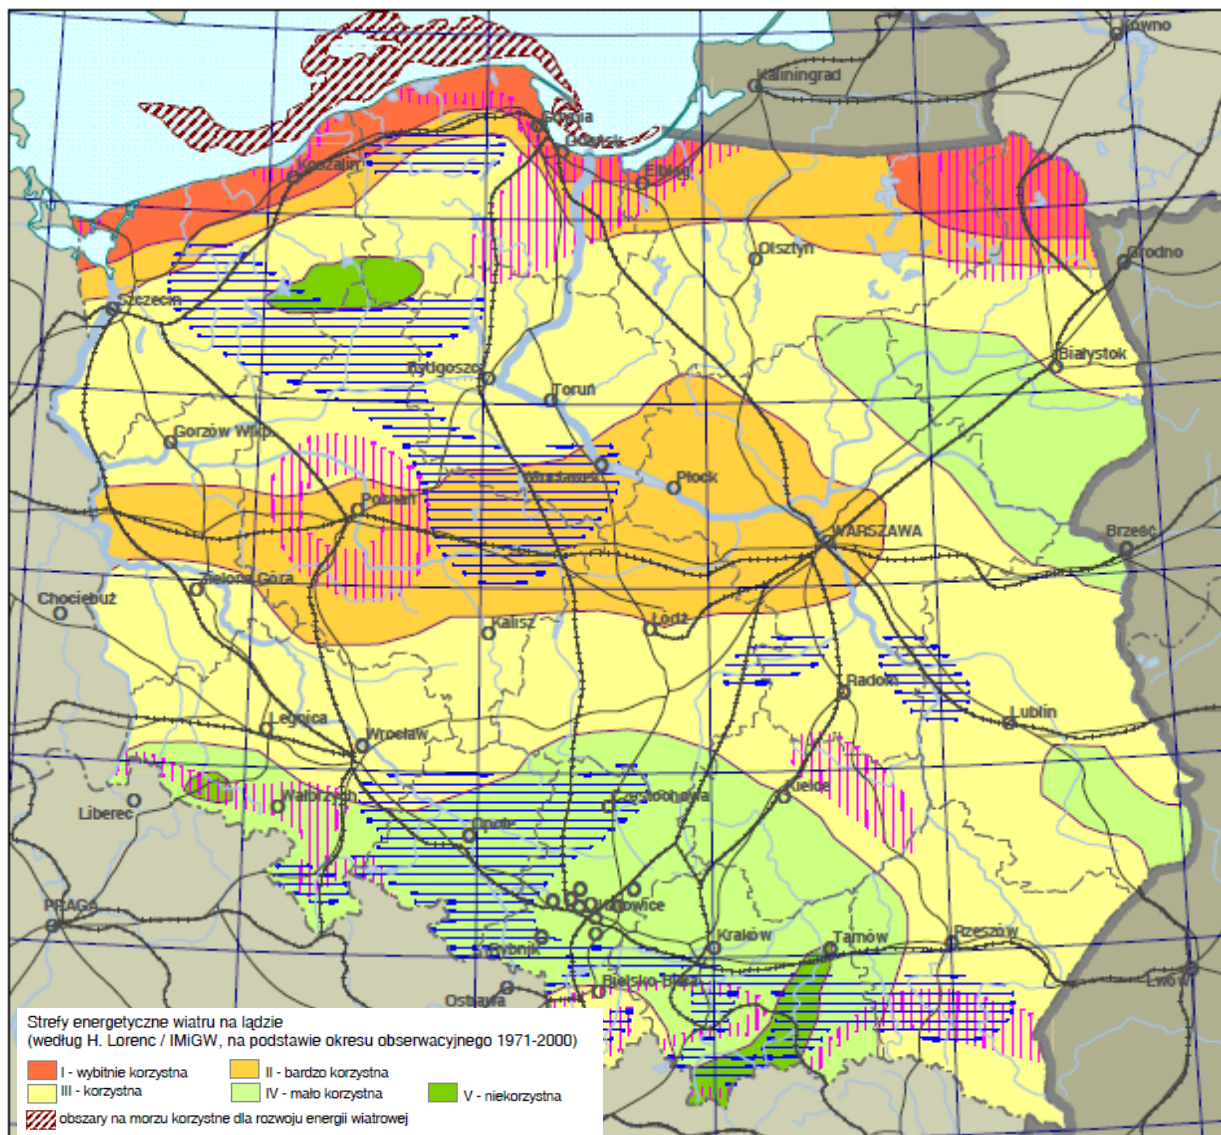 Kowno
Kaliningrad
Gdynia
Gdańsk
Koszalin
Elbląg
Olsztyn
Grodno
Szczecin
Białystok
Bydgoszc
Toruń
Gorzów Wlkp.
Włocławek
Płock
Poznań
WARSZAWA
Brześć
Zielona Góra
Chociebuż
Kalisz
Łódź
Radom
Lublin
Legnica
Wrocław
Kielce
Liberec
Wałbrzych
Częstochowa
Opole
PRAGA
Katowice
Rybnik
Kraków
Tarnów
Rzeszów
Lwów
Bielsko-Biała
Ostrawa
Strefy energetyczne wiatru na lądzie
(według H. Lorenc / IMiGW, na podstawie okresu obserwacyjnego 1971-2000)
I - wybitnie korzystna II - bardzo korzystna
III - korzystna IV - mało korzystna V - niekorzystna
obszary na morzu korzystne dla rozwoju energii wiatrowej